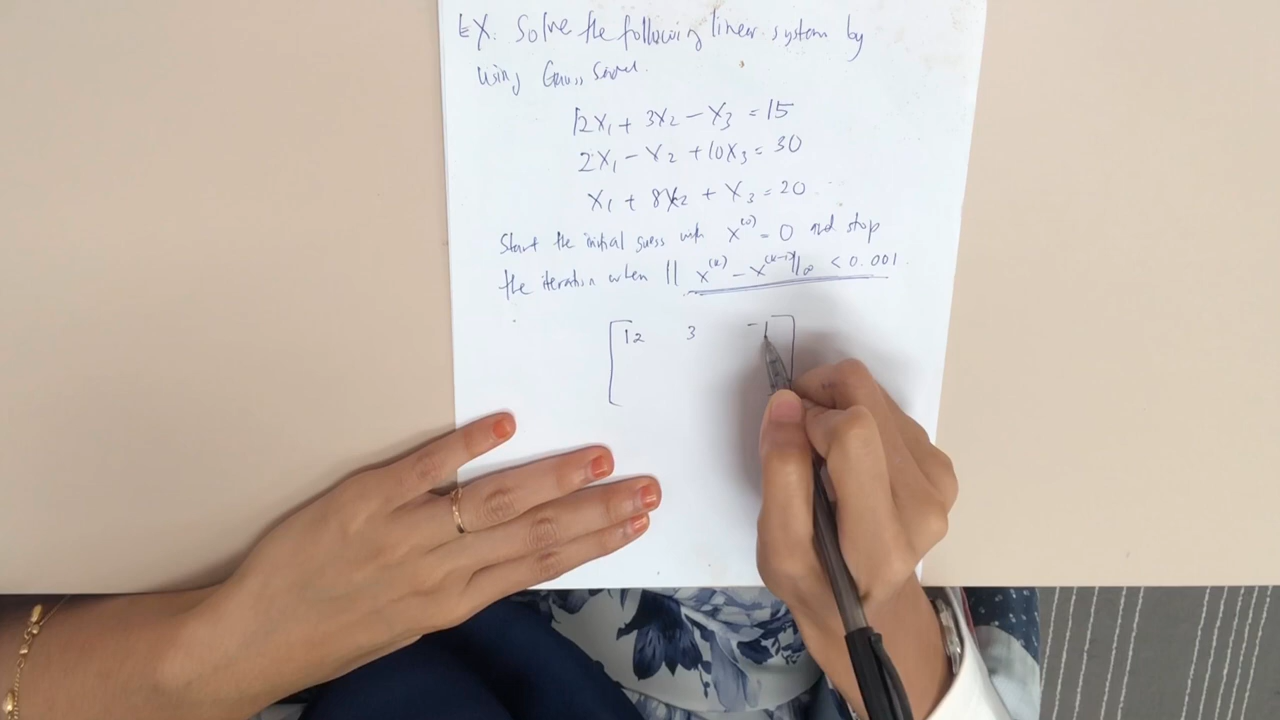 EX. Solve the following linear system by
using Gauss Seidel.
12X₁ + 3X₂ - X₃ = 15
2X₁ - X₂ + 10X₃ = 30
X₁ + 8X₂ + X₃ = 20
Start the initial guess with X⁽⁰⁾ = 0 and stop
the iteration when || X⁽ᵏ⁾ - X⁽ᵏ⁻¹⁾||∞ < 0.001.
12 3 -1